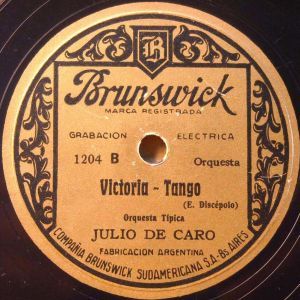 B
Brunswick
MARCA REGISTRADA
GRABACION ELECTRICA
1204 B Orquesta
Victoria - Tango
(E. Discépolo)
Orquesta Típica
JULIO DE CARO
FABRICACION ARGENTINA
COMPAÑIA BRUNSWICK SUDAMERICANA S.A - Bs AIRES